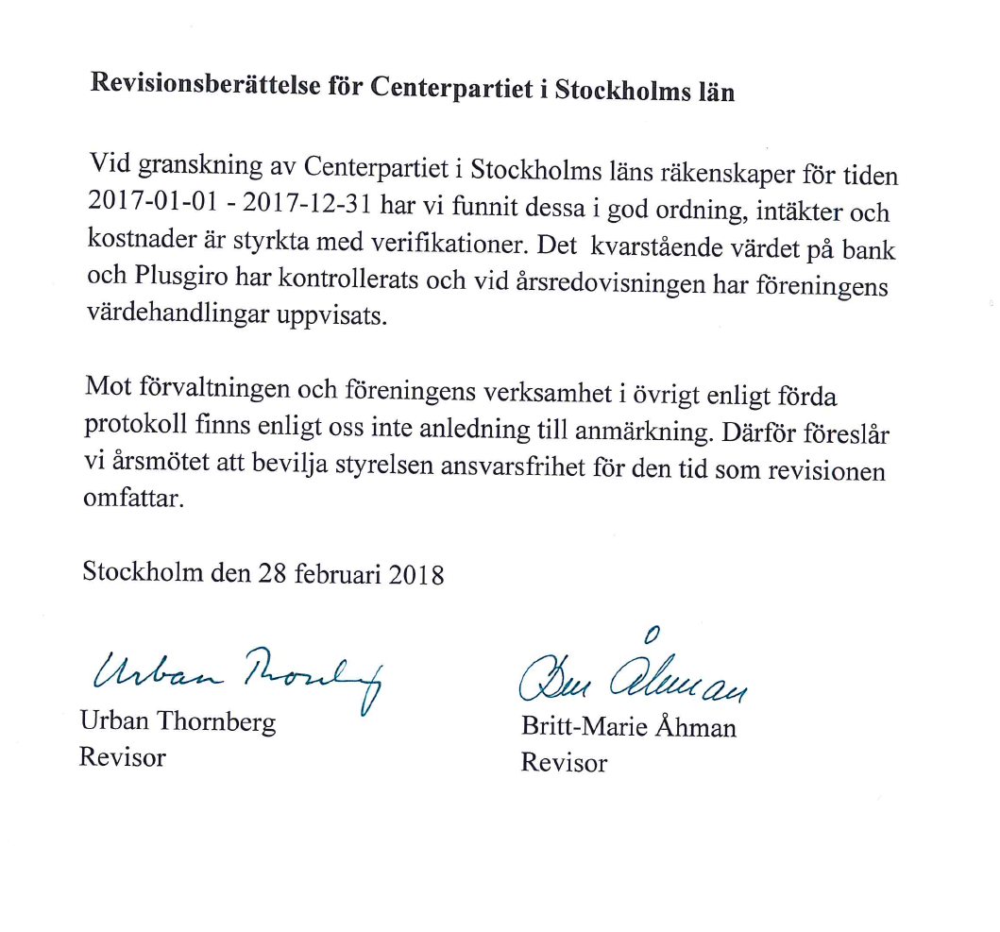 Revisionsberättelse för Centerpartiet i Stockholms län
Vid granskning av Centerpartiet i Stockholms läns räkenskaper för tiden
2017-01-01 - 2017-12-31 har vi funnit dessa i god ordning, intäkter och
kostnader är styrkta med verifikationer. Det kvarstående värdet på bank
och Plusgiro har kontrollerats och vid årsredovisningen har föreningens
värdehandlingar uppvisats.
Mot förvaltningen och föreningens verksamhet i övrigt enligt förda
protokoll finns enligt oss inte anledning till anmärkning. Därför föreslår
vi årsmötet att bevilja styrelsen ansvarsfrihet för den tid som revisionen
omfattar.
Stockholm den 28 februari 2018
Urban Thornberg
Åhman
Urban Thornberg
Britt-Marie Åhman
Revisor
Revisor